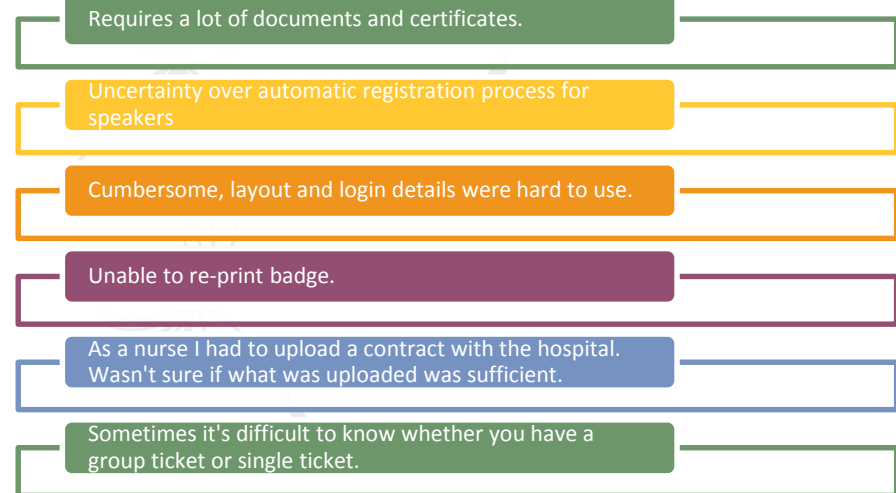 Requires a lot of documents and certificates.
Uncertainty over automatic registration process for
speakers
Cumbersome, layout and login details were hard to use.
Unable to re-print badge.
As a nurse I had to upload a contract with the hospital.
Wasn't sure if what was uploaded was sufficient.
Sometimes it's difficult to know whether you have a
group ticket or single ticket.